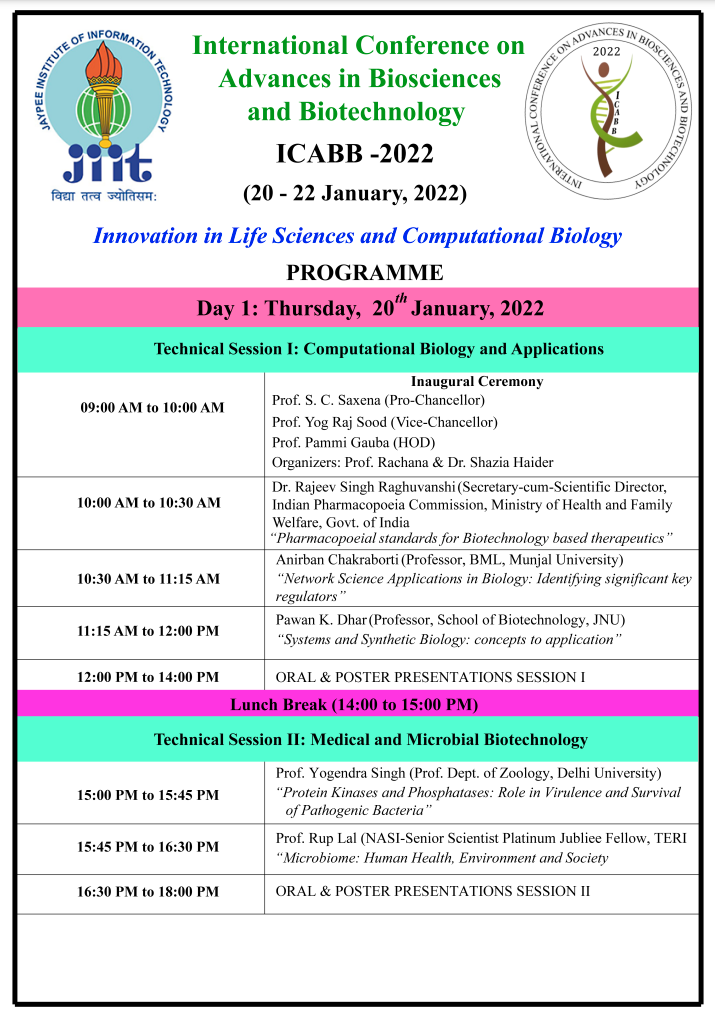 JAYPEE INSTITUTE OF INFORMATION TECHNOLOGY
jiit
विद्या तत्व ज्योतिसमः
International Conference on
Advances in Biosciences
and Biotechnology
ICABB -2022
(20 - 22 January, 2022)
INTERNATIONAL CONFERENCE ON ADVANCES IN BIOSCIENCES AND BIOTECHNOLOGY
2022
ICABB
Innovation in Life Sciences and Computational Biology
PROGRAMME
Day 1: Thursday, 20th January, 2022
Technical Session I: Computational Biology and Applications
09:00 AM to 10:00 AM
Inaugural Ceremony
Prof. S. C. Saxena (Pro-Chancellor)
Prof. Yog Raj Sood (Vice-Chancellor)
Prof. Pammi Gauba (HOD)
Organizers: Prof. Rachana & Dr. Shazia Haider
10:00 AM to 10:30 AM
Dr. Rajeev Singh Raghuvanshi (Secretary-cum-Scientific Director,
Indian Pharmacopoeia Commission, Ministry of Health and Family
Welfare, Govt. of India
“Pharmacopoeial standards for Biotechnology based therapeutics”
10:30 AM to 11:15 AM
Anirban Chakraborti (Professor, BML, Munjal University)
“Network Science Applications in Biology: Identifying significant key
regulators”
11:15 AM to 12:00 PM
Pawan K. Dhar (Professor, School of Biotechnology, JNU)
“Systems and Synthetic Biology: concepts to application”
12:00 PM to 14:00 PM
ORAL & POSTER PRESENTATIONS SESSION I
Lunch Break (14:00 to 15:00 PM)
Technical Session II: Medical and Microbial Biotechnology
15:00 PM to 15:45 PM
Prof. Yogendra Singh (Prof. Dept. of Zoology, Delhi University)
“Protein Kinases and Phosphatases: Role in Virulence and Survival
of Pathogenic Bacteria”
15:45 PM to 16:30 PM
Prof. Rup Lal (NASI-Senior Scientist Platinum Jubliee Fellow, TERI
“Microbiome: Human Health, Environment and Society
16:30 PM to 18:00 PM
ORAL & POSTER PRESENTATIONS SESSION II